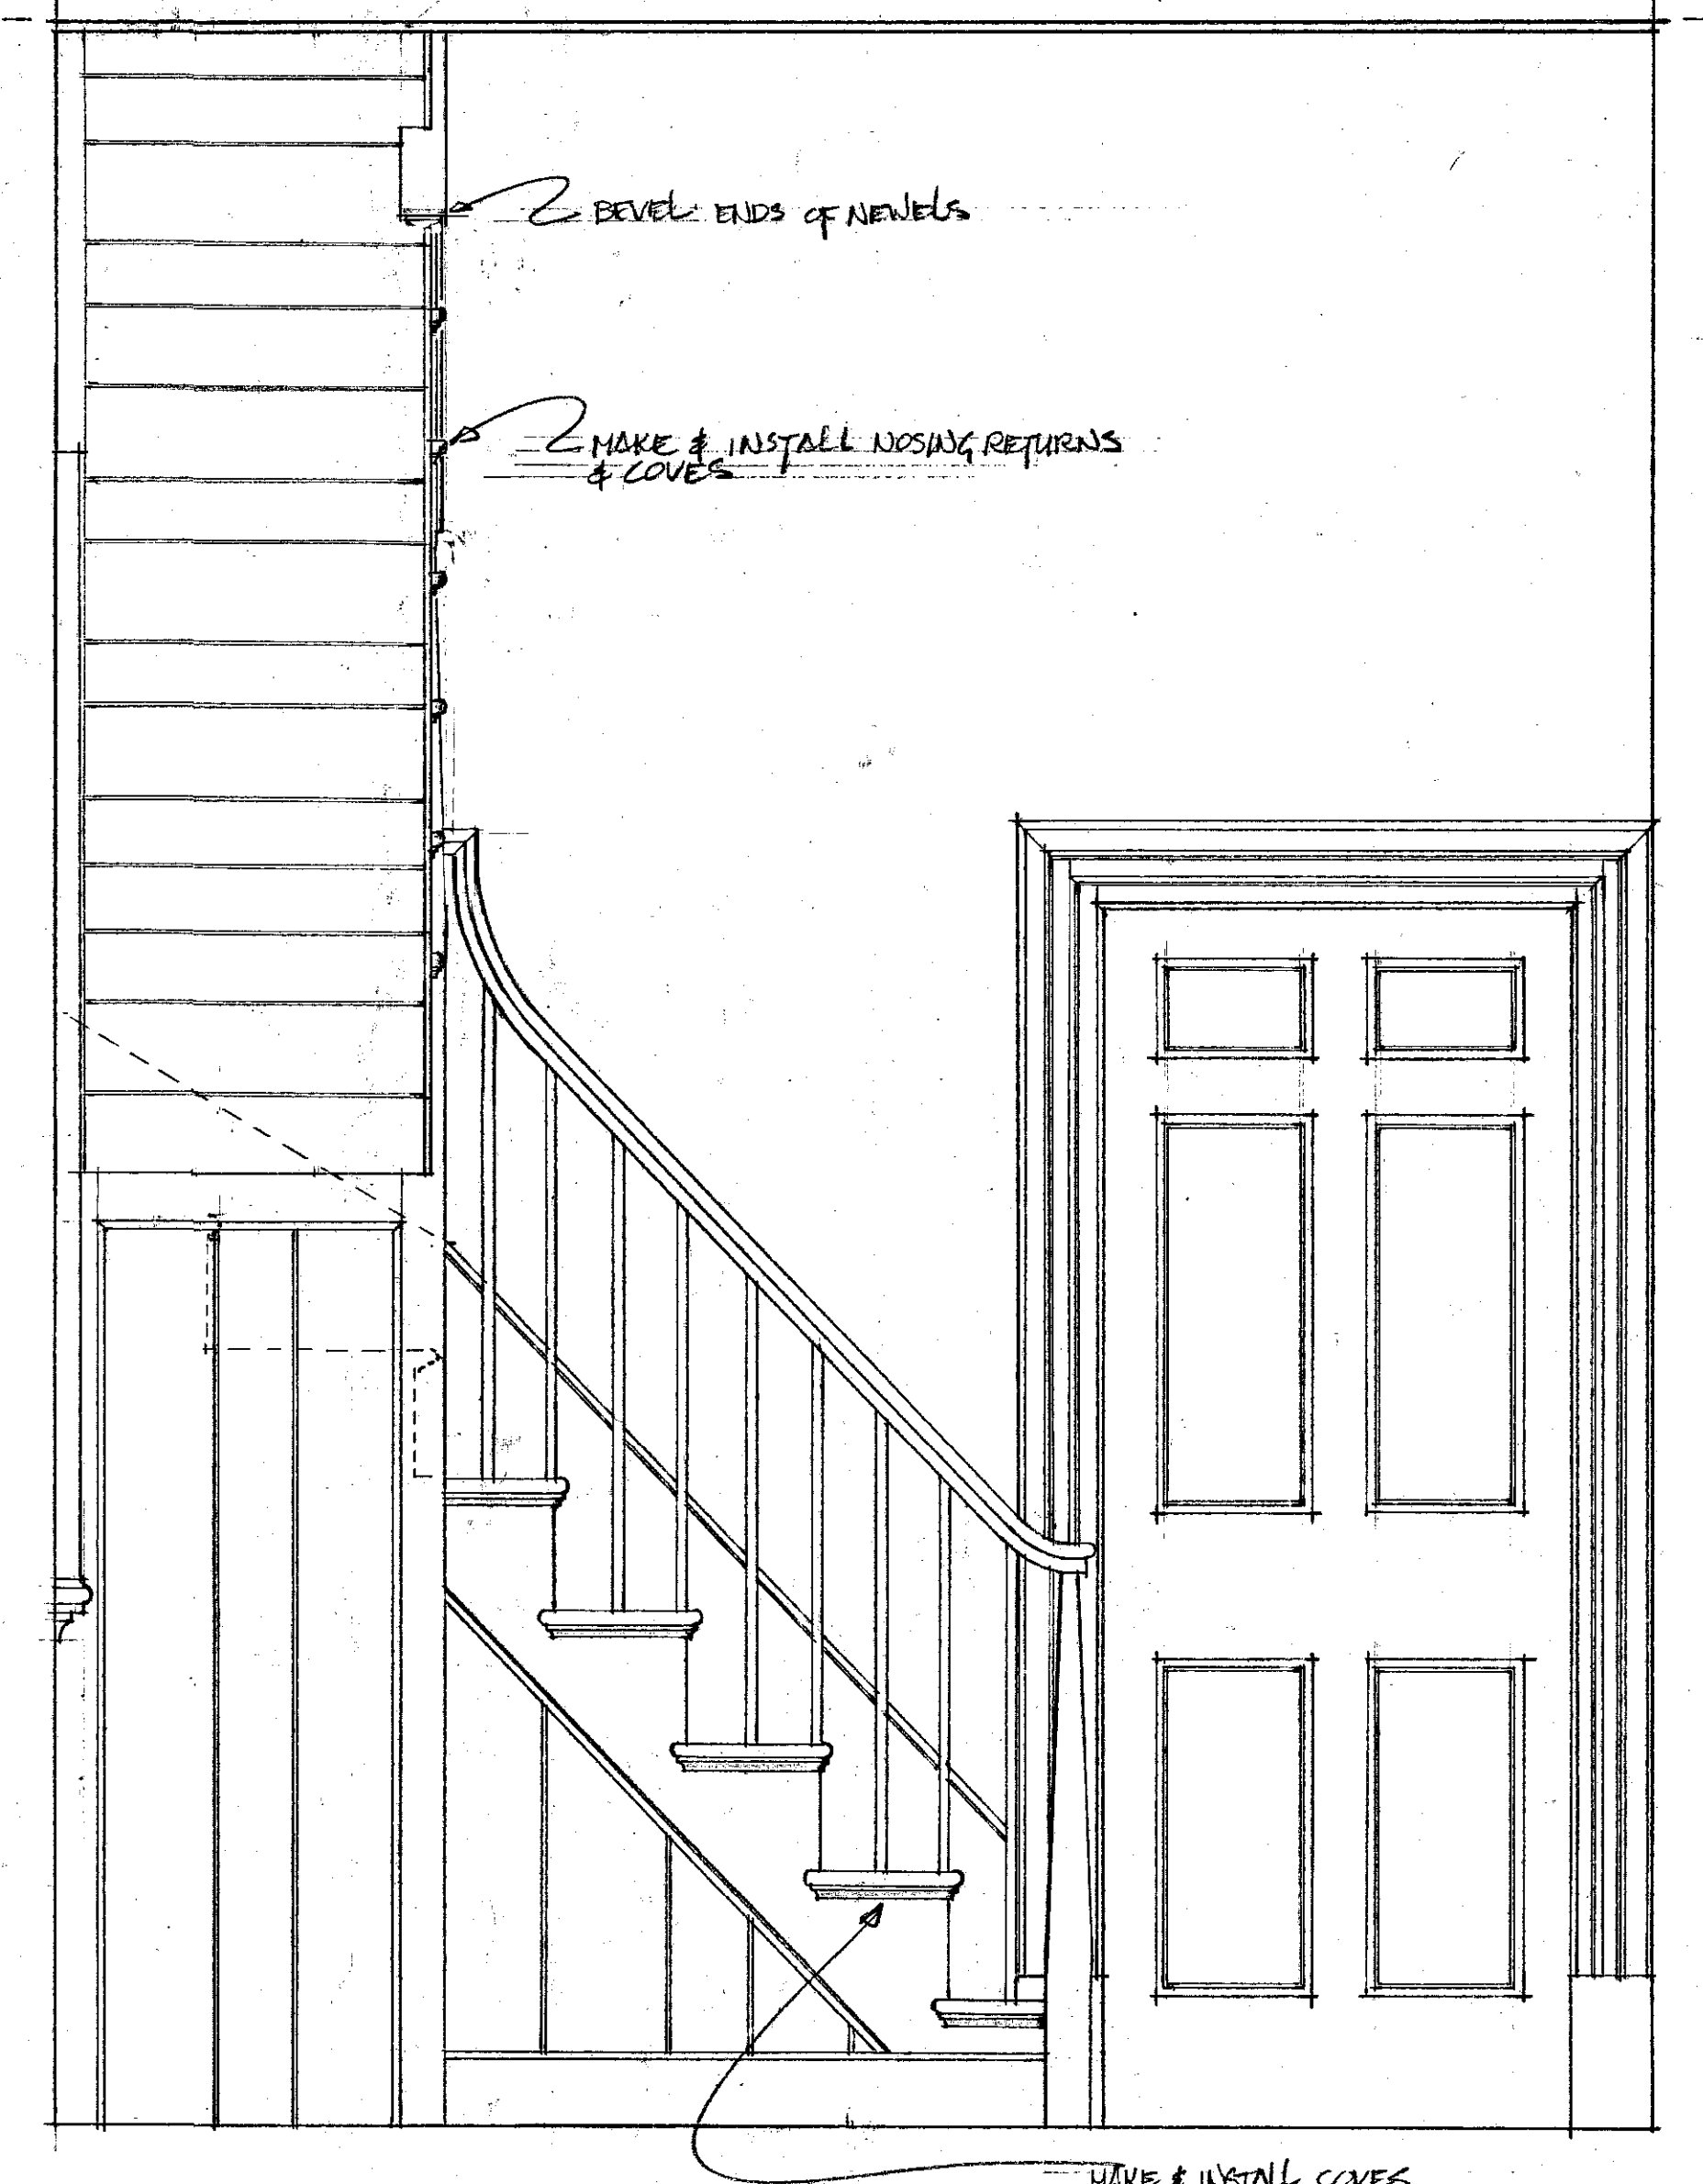 BEVEL ENDS OF NEWELS
MAKE & INSTALL NOSING RETURNS
& COVES
MAKE & INSTALL COVES